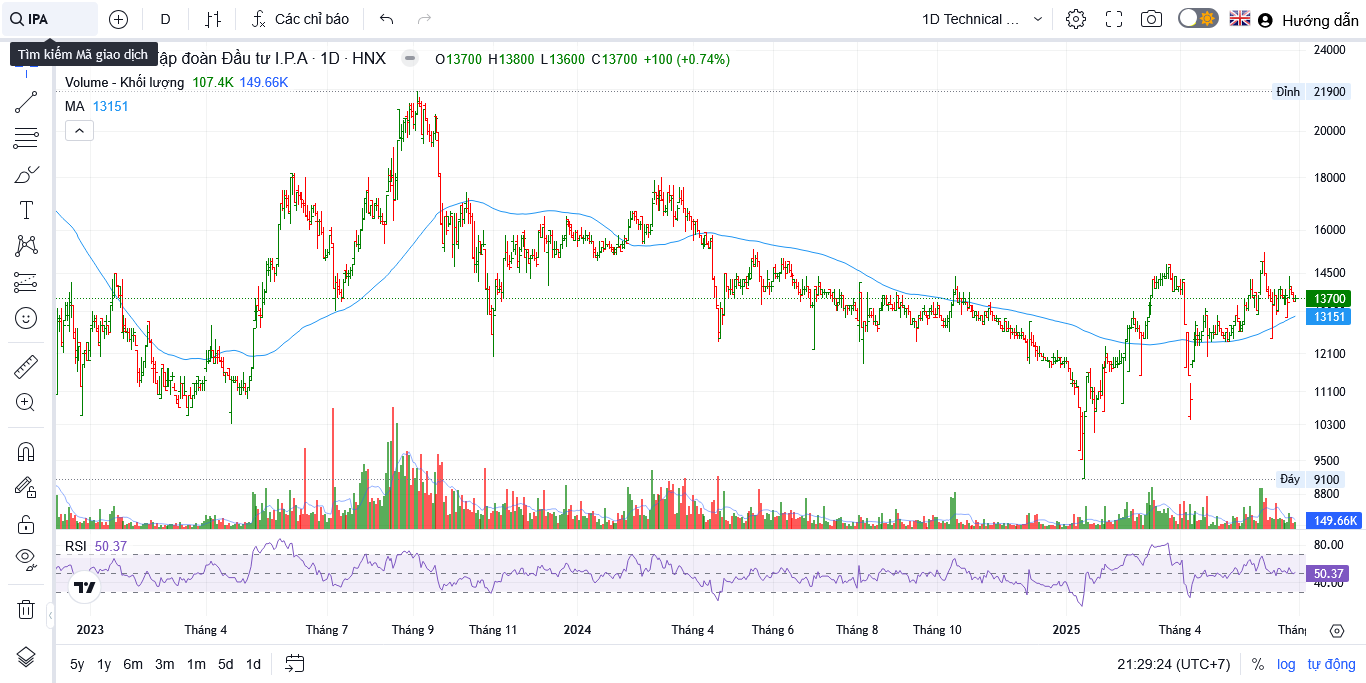 IPA D Các chỉ báo 1D Technical ... Hướng dẫn
Tìm kiếm Mã giao dịch
Tập đoàn Đầu tư I.P.A · 1D · HNX O13700 H13800 L13600 C13700 +100 (+0.74%)
Volume - Khối lượng 107.4K 149.66K
MA 13151
24000
Đỉnh 21900
20000
18000
16000
14500
13700
13151
12100
11100
10300
9500
Đáy 9100
8800
149.66K
RSI 50.37
80.00
50.37
40.00
2023 Tháng 4 Tháng 7 Tháng 9 Tháng 11 2024 Tháng 4 Tháng 6 Tháng 8 Tháng 10 2025 Tháng 4 Thán
5y 1y 6m 3m 1m 5d 1d 21:29:24 (UTC+7) % log tự động